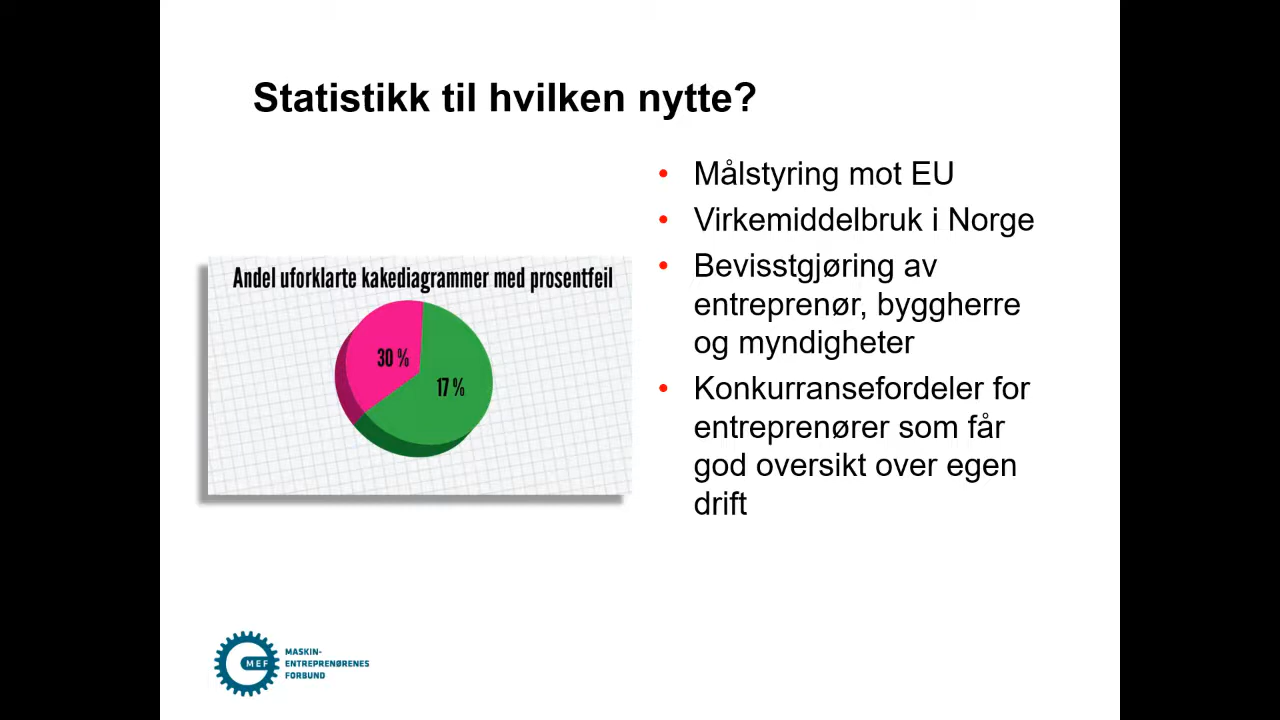 Statistikk til hvilken nytte?
• Målstyring mot EU
• Virkemiddelbruk i Norge
• Bevisstgjøring av
entreprenør, byggherre
og myndigheter
• Konkurransefordeler for
entreprenører som får
god oversikt over egen
drift
Andel uforklarte kakediagrammer med prosentfeil
30 %
17 %
MEF
MASKIN-
ENTREPRENØRENES
FORBUND